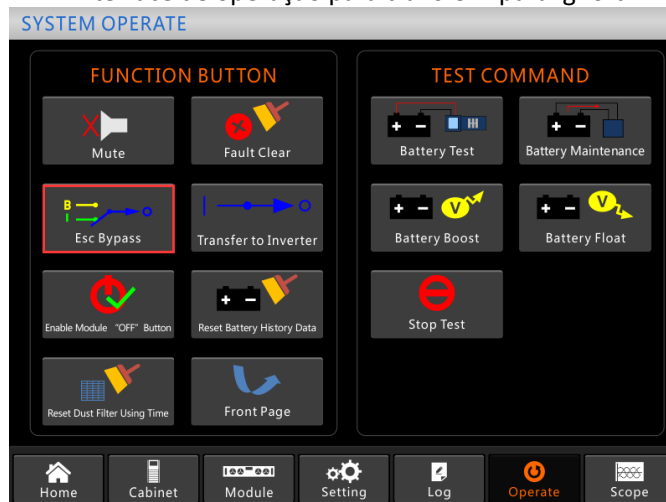 SYSTEM OPERATE
FUNCTION BUTTON
Mute
Fault Clear
B
I
Esc Bypass
Transfer to Inverter
Enable Module "OFF" Button
Reset Battery History Data
Reset Dust Filter Using Time
Front Page
TEST COMMAND
Battery Test
Battery Maintenance
V
Battery Boost
V
Battery Float
Stop Test
Home
Cabinet
Module
Setting
Log
Operate
Scope